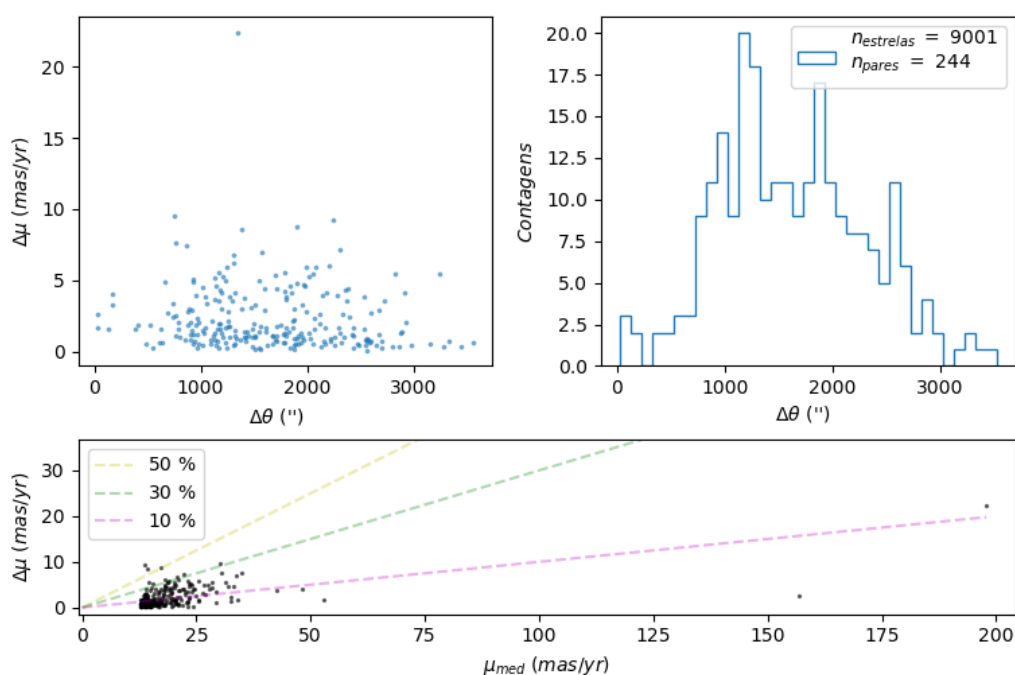 20
15
10
5
0
Δμ (mas/yr)
0 1000 2000 3000
Δθ ('')
20.0
17.5
15.0
12.5
10.0
7.5
5.0
2.5
0.0
Contagens
n_estrelas = 9001
n_pares = 244
0 1000 2000 3000
Δθ ('')
30
20
10
0
Δμ (mas/yr)
50 %
30 %
10 %
0 25 50 75 100 125 150 175 200
μ_med (mas/yr)